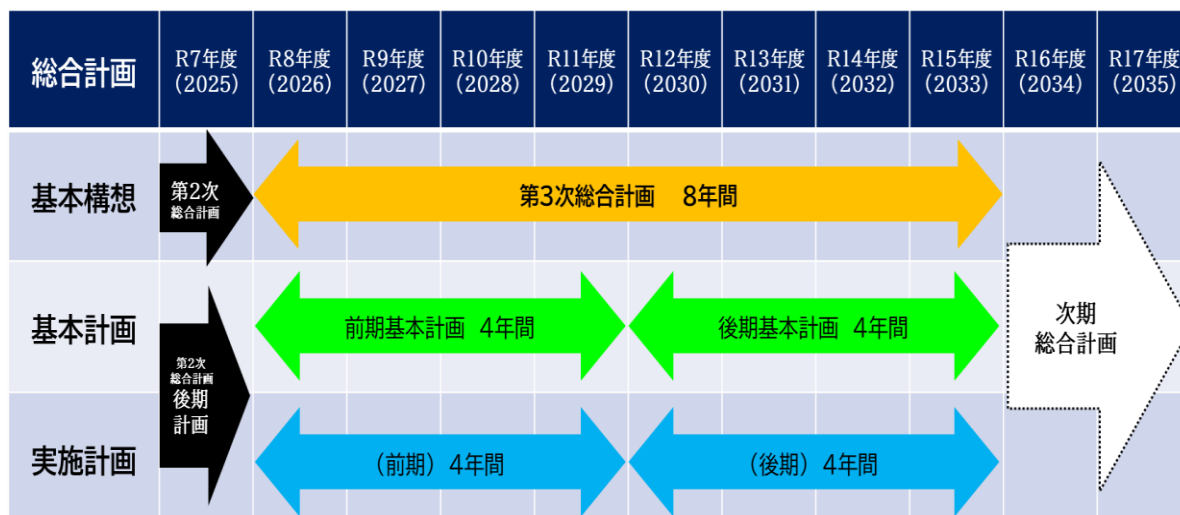 総合計画
R7年度
(2025)
R8年度
(2026)
R9年度
(2027)
R10年度
(2028)
R11年度
(2029)
R12年度
(2030)
R13年度
(2031)
R14年度
(2032)
R15年度
(2033)
R16年度
(2034)
R17年度
(2035)
基本構想
第2次
総合計画
第3次総合計画 8年間
基本計画
第2次
総合計画
後期
計画
前期基本計画 4年間
後期基本計画 4年間
次期
総合計画
実施計画
(前期) 4年間
(後期) 4年間